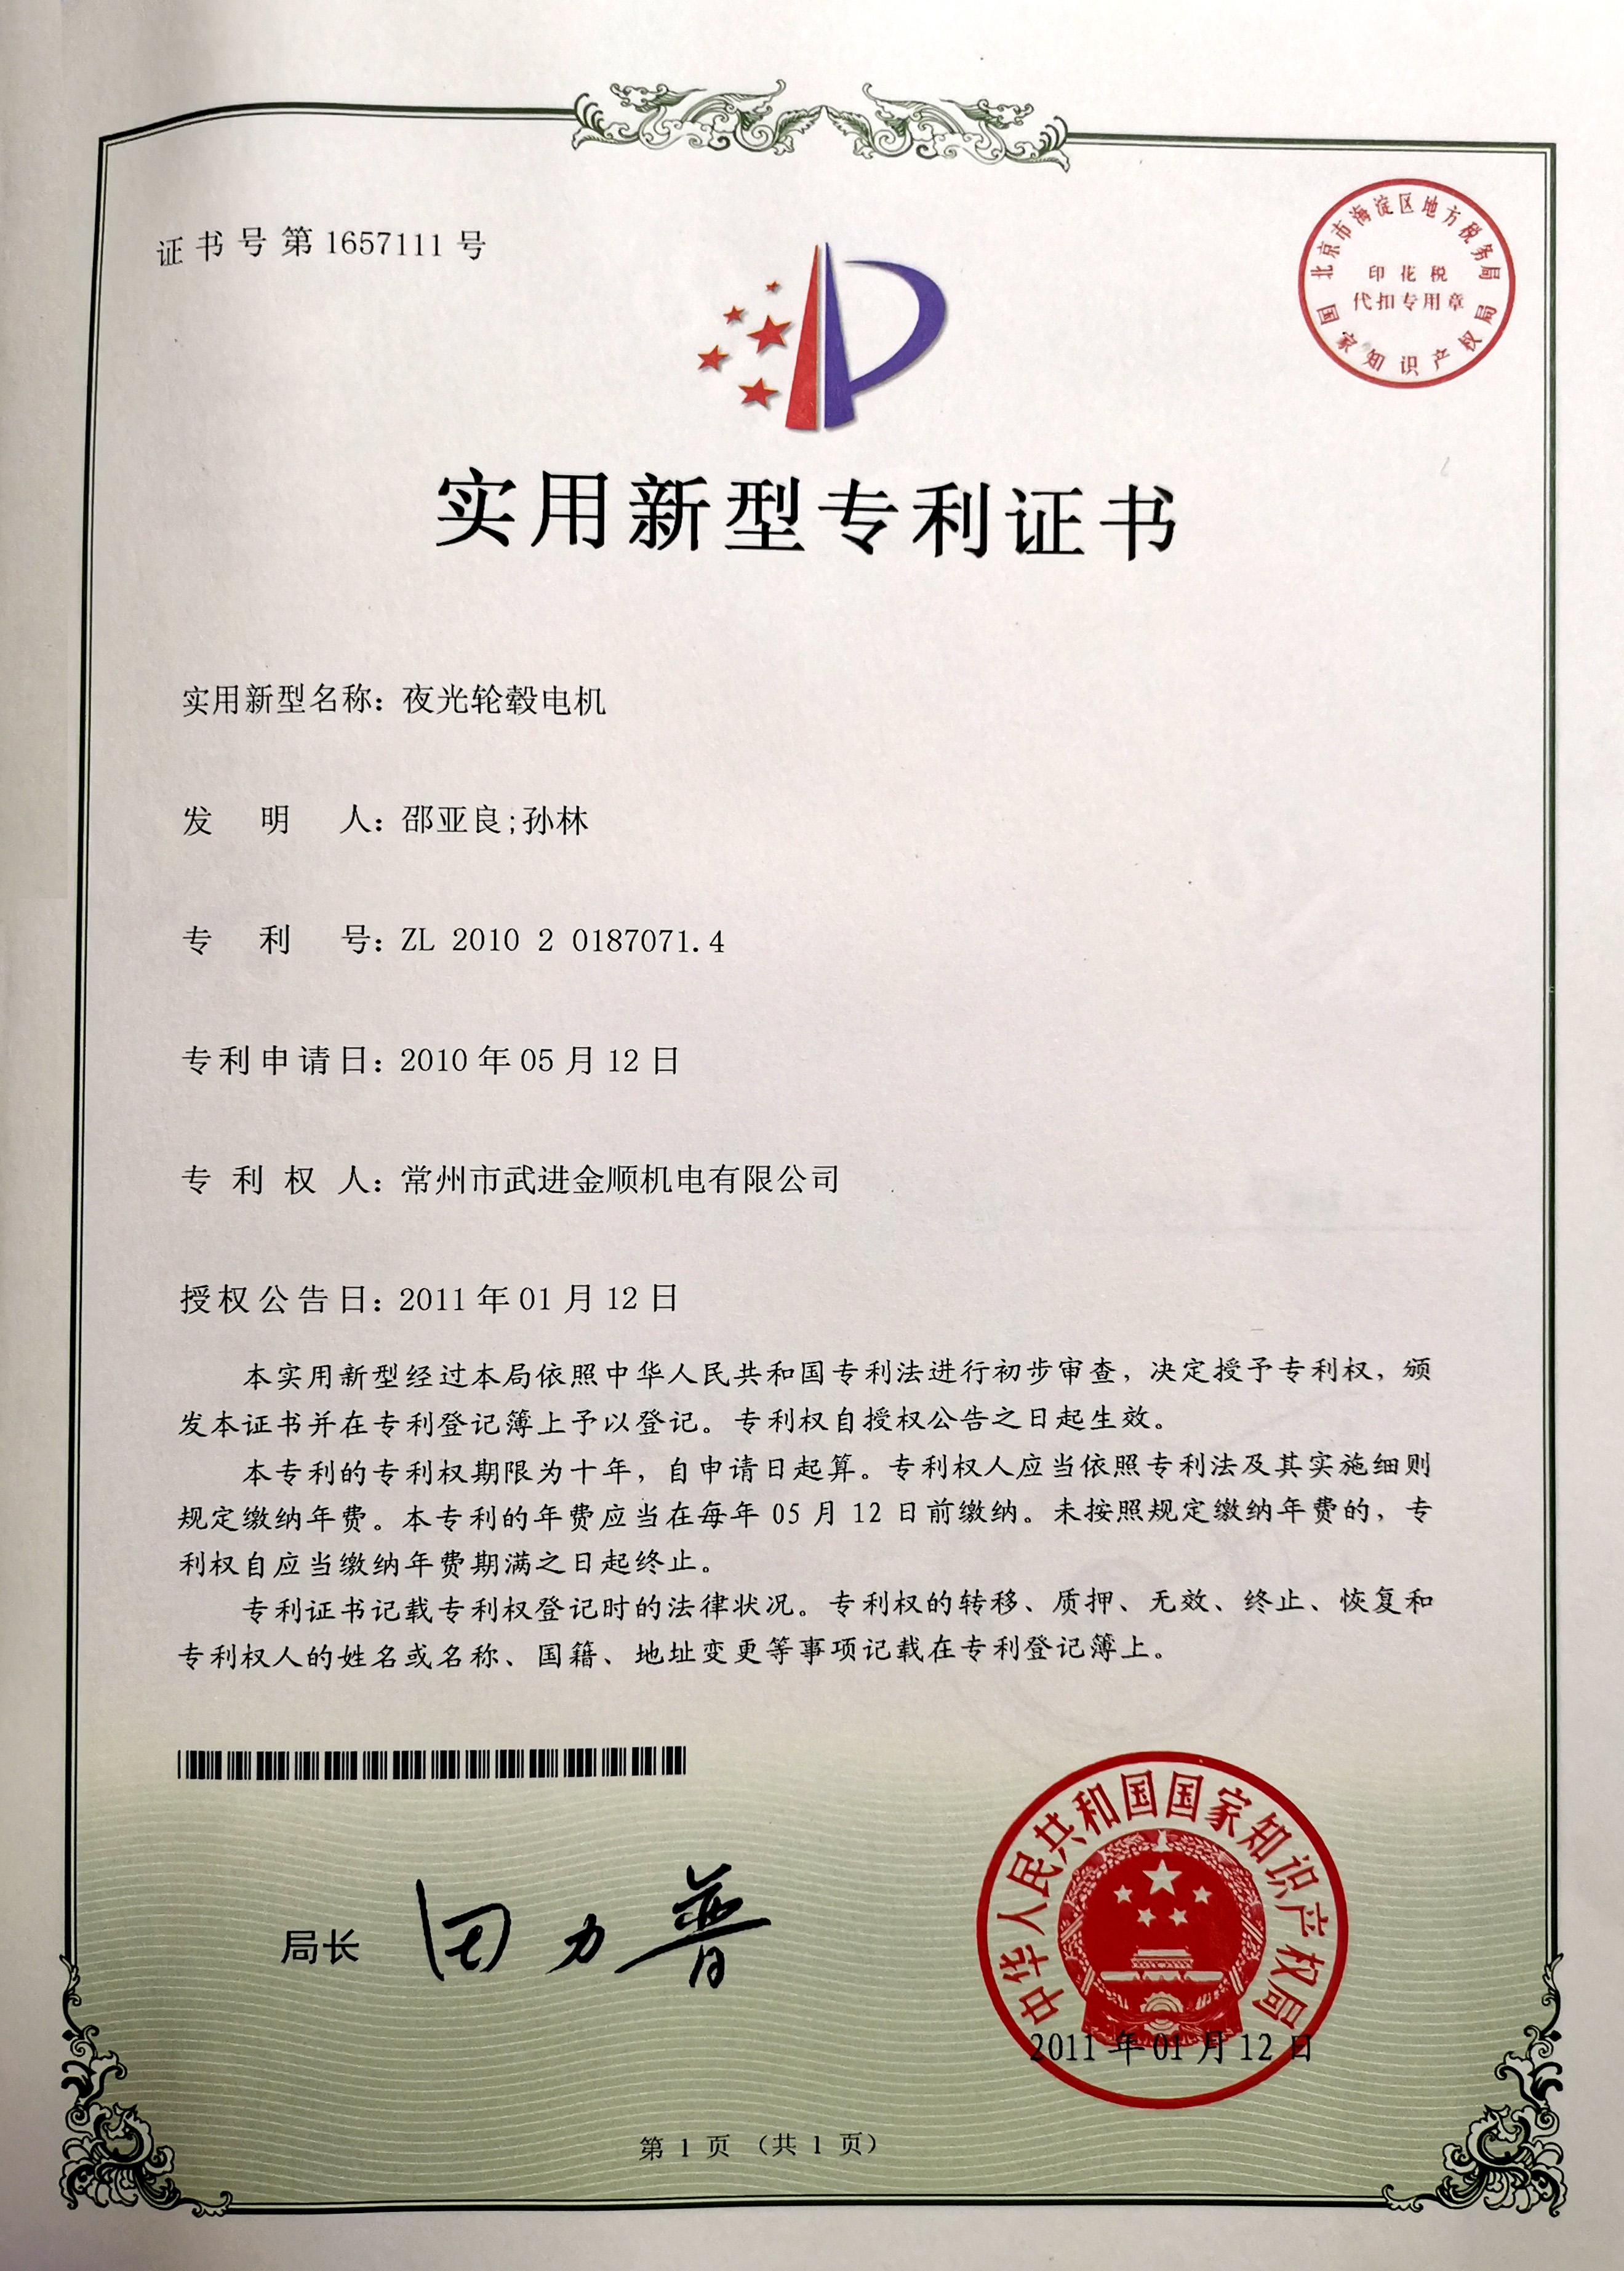 证书号第1657111号
北京市海淀区地方税务局
印花税
代扣专用章
国家知识产权局
实用新型专利证书
实用新型名称：夜光轮毂电机
发明人：邵亚良;孙林
专利号：ZL 2010 2 0187071.4
专利申请日：2010年05月12日
专利权人：常州市武进金顺机电有限公司
授权公告日：2011年01月12日
本实用新型经过本局依照中华人民共和国专利法进行初步审查，决定授予专利权，颁
发本证书并在专利登记簿上予以登记。专利权自授权公告之日起生效。
本专利的专利权期限为十年，自申请日起算。专利权人应当依照专利法及其实施细则
规定缴纳年费。本专利的年费应当在每年05月12日前缴纳。未按照规定缴纳年费的，专
利权自应当缴纳年费期满之日起终止。
专利证书记载专利权登记时的法律状况。专利权的转移、质押、无效、终止、恢复和
专利权人的姓名或名称、国籍、地址变更等事项记载在专利登记簿上。
局长 田力普
中华人民共和国国家知识产权局
2011年01月12日
第1页（共1页）